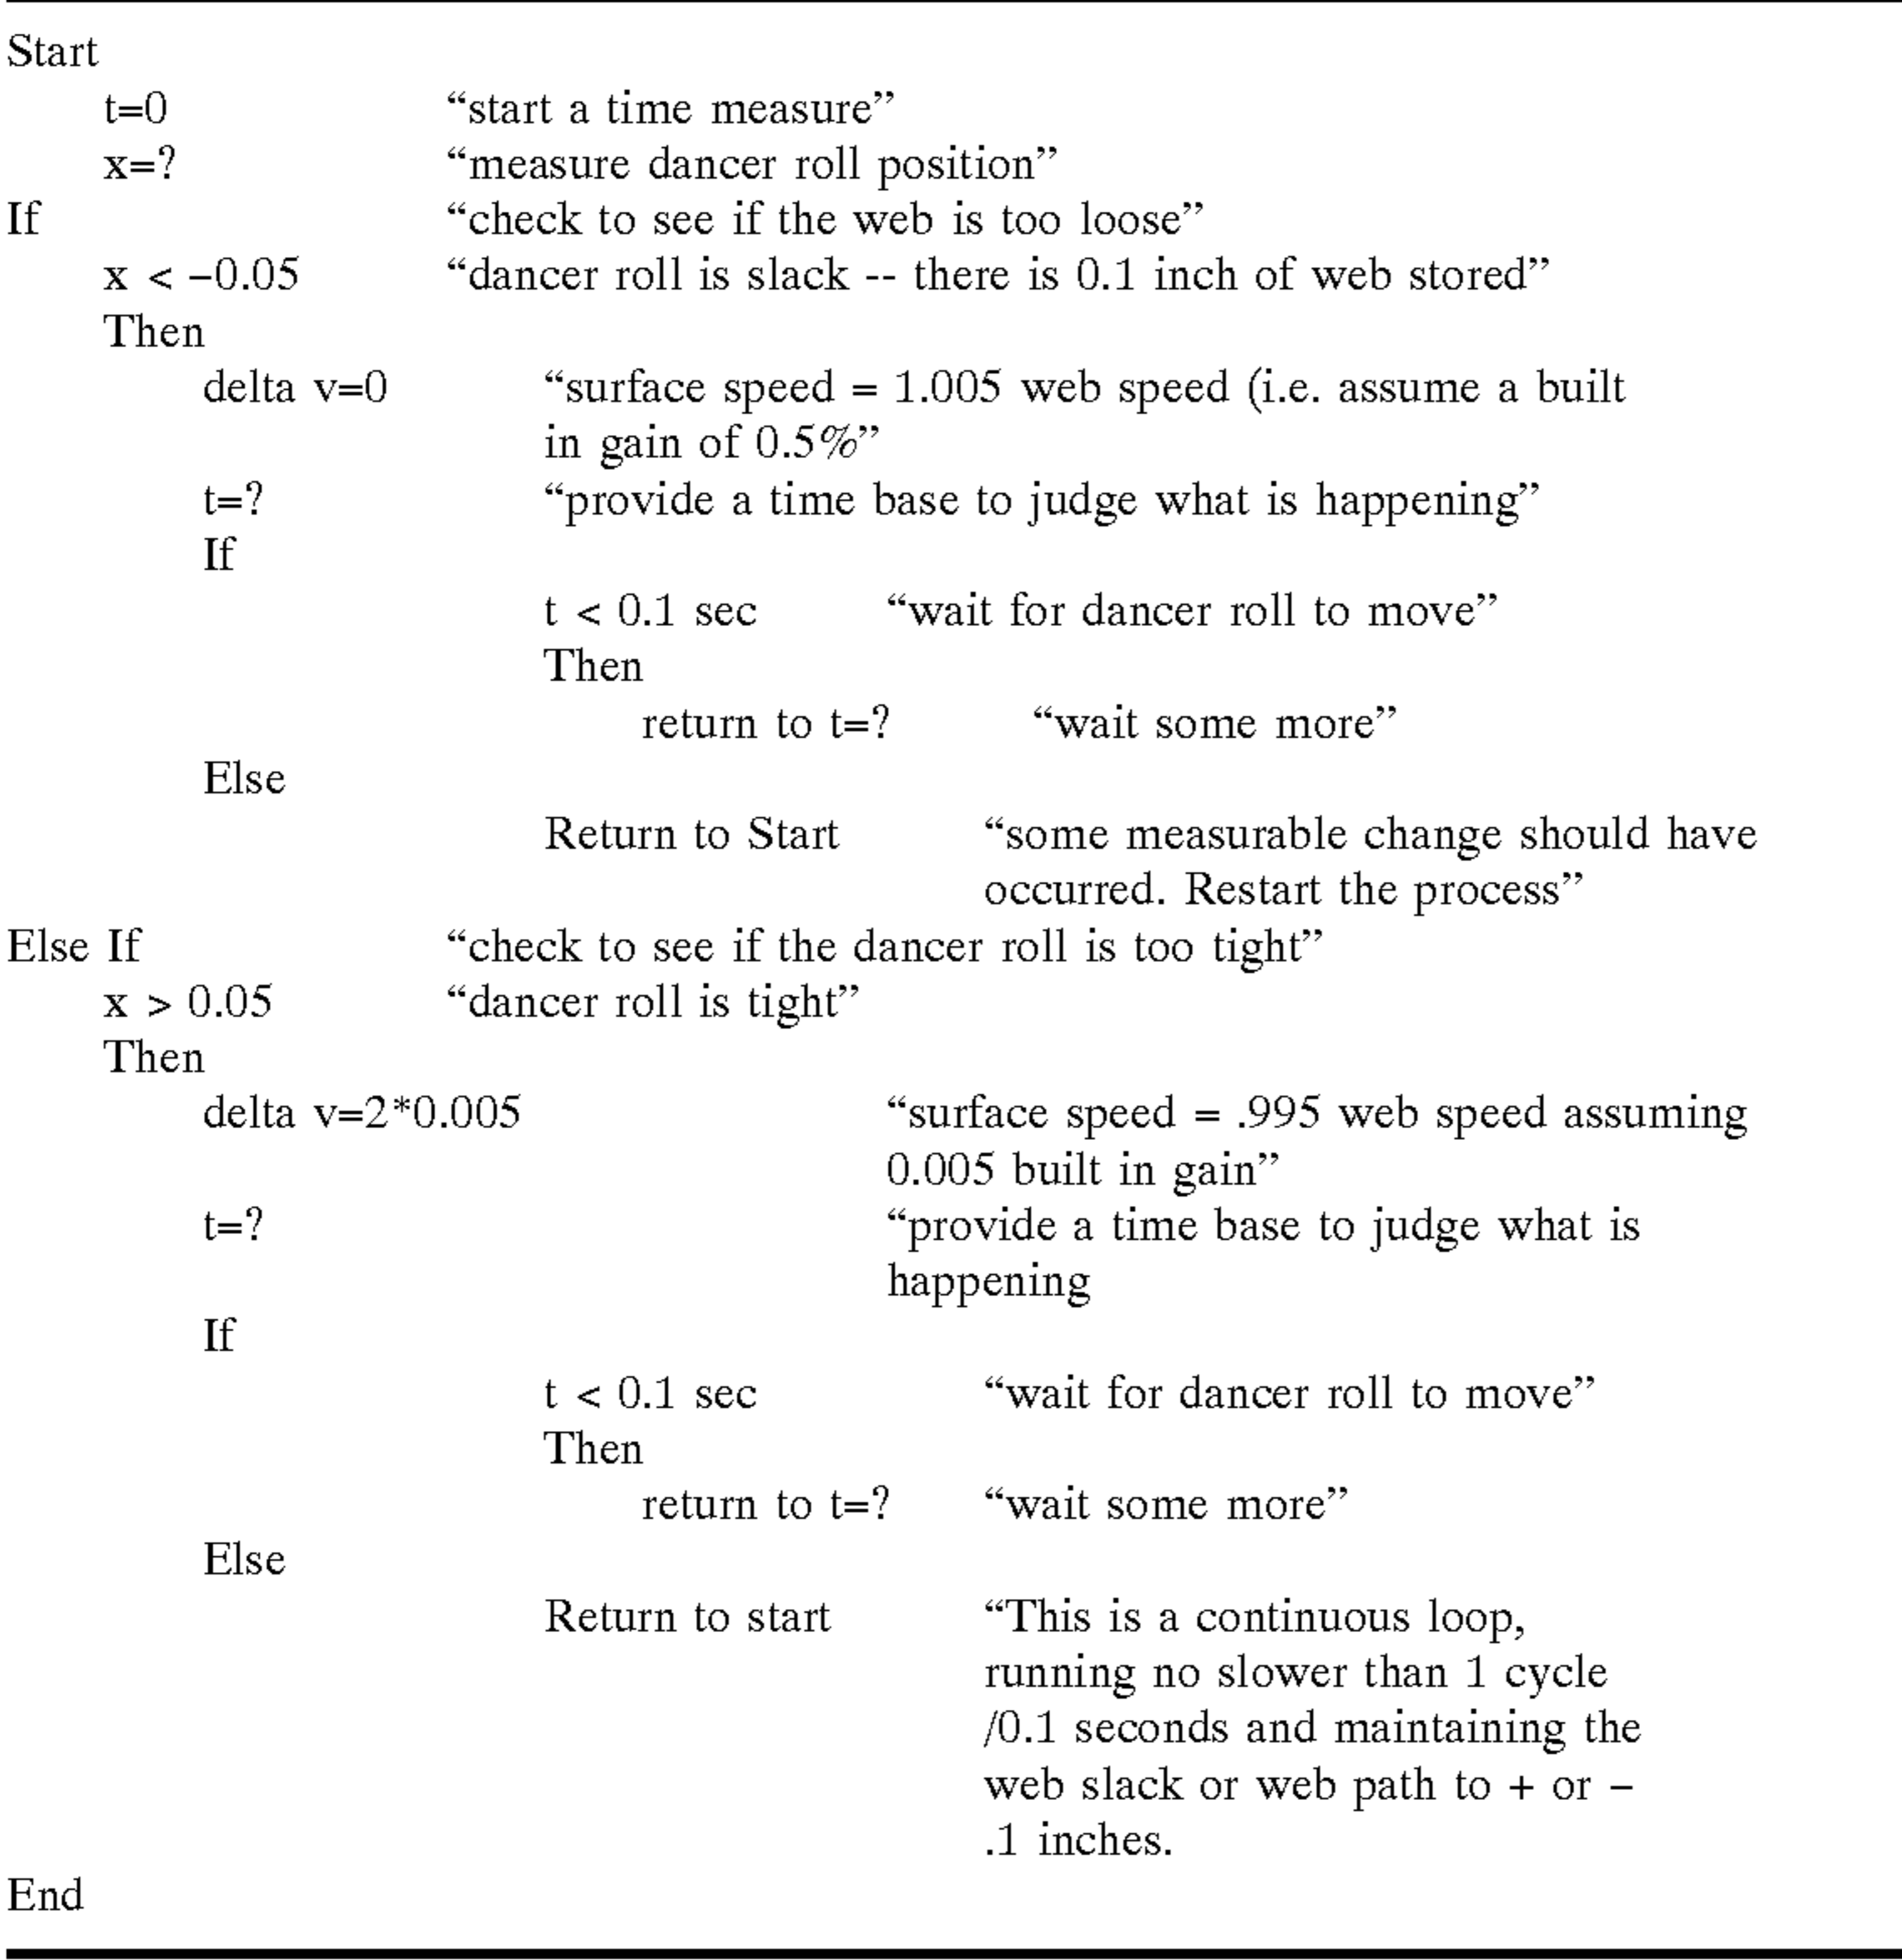 Start
t=0 “start a time measure”
x=? “measure dancer roll position”
If “check to see if the web is too loose”
x < −0.05 “dancer roll is slack -- there is 0.1 inch of web stored”
Then
delta v=0 “surface speed = 1.005 web speed (i.e. assume a built
in gain of 0.5%”
t=? “provide a time base to judge what is happening”
If
t < 0.1 sec “wait for dancer roll to move”
Then
return to t=? “wait some more”
Else
Return to Start “some measurable change should have
occurred. Restart the process”
Else If “check to see if the dancer roll is too tight”
x > 0.05 “dancer roll is tight”
Then
delta v=2*0.005 “surface speed = .995 web speed assuming
0.005 built in gain”
t=? “provide a time base to judge what is
happening
If
t < 0.1 sec “wait for dancer roll to move”
Then
return to t=? “wait some more”
Else
Return to start “This is a continuous loop,
running no slower than 1 cycle
/0.1 seconds and maintaining the
web slack or web path to + or −
.1 inches.
End